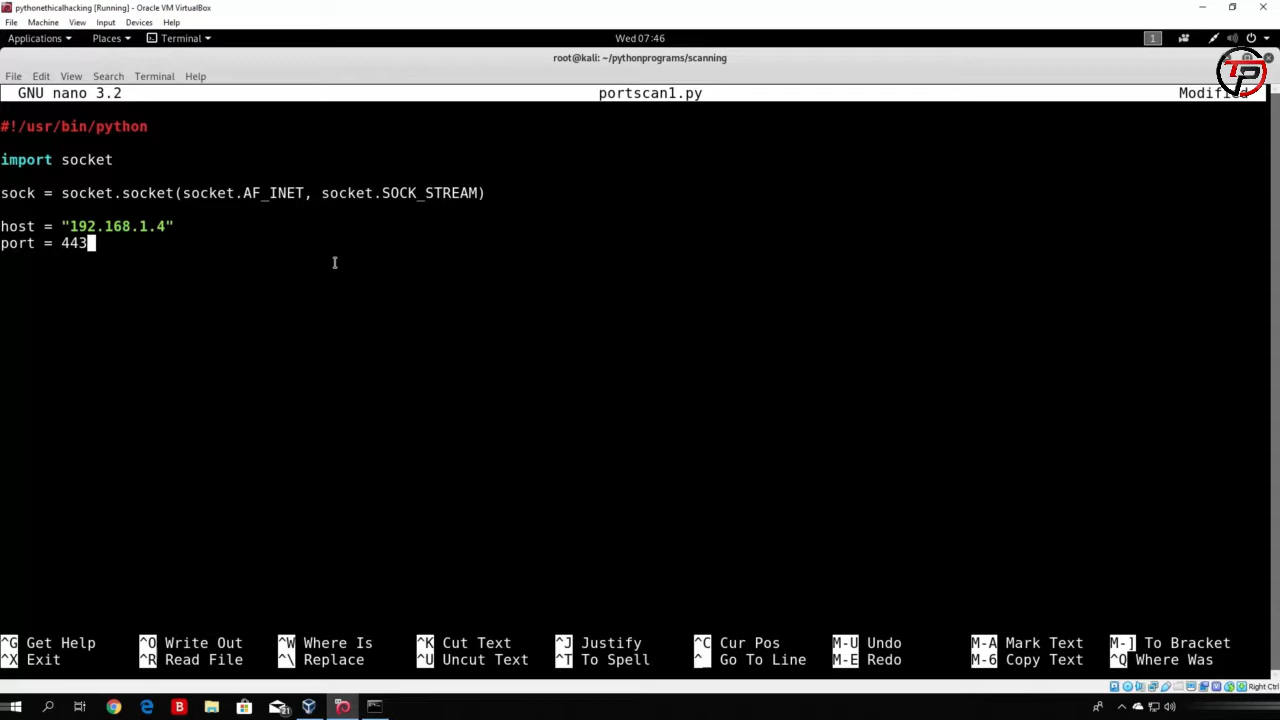 pythonethicalhacking [Running] - Oracle VM VirtualBox
File Machine View Input Devices Help
Applications Places Terminal Wed 07:46 1
root@kali: ~/pythonprograms/scanning
TP
File Edit View Search Terminal Help
GNU nano 3.2 portscan1.py Modified
#!/usr/bin/python
import socket
sock = socket.socket(socket.AF_INET, socket.SOCK_STREAM)
host = "192.168.1.4"
port = 443
^G Get Help ^O Write Out ^W Where Is ^K Cut Text ^J Justify ^C Cur Pos M-U Undo M-A Mark Text M-] To Bracket
^X Exit ^R Read File ^\ Replace ^U Uncut Text ^T To Spell ^_ Go To Line M-E Redo M-6 Copy Text ^Q Where Was
Right Ctrl